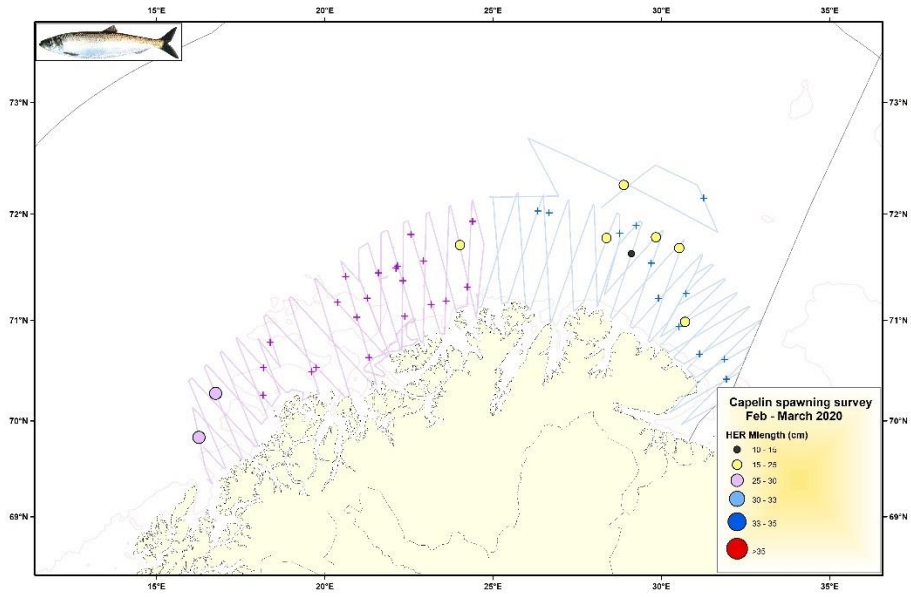 15°E 20°E 25°E 30°E 35°E
73°N 73°N
72°N 72°N
71°N 71°N
70°N 70°N
69°N 69°N
Capelin spawning survey
Feb - March 2020
HER Mlength (cm)
10 - 15
15 - 25
25 - 30
30 - 33
33 - 35
>35
15°E 20°E 25°E 30°E 35°E